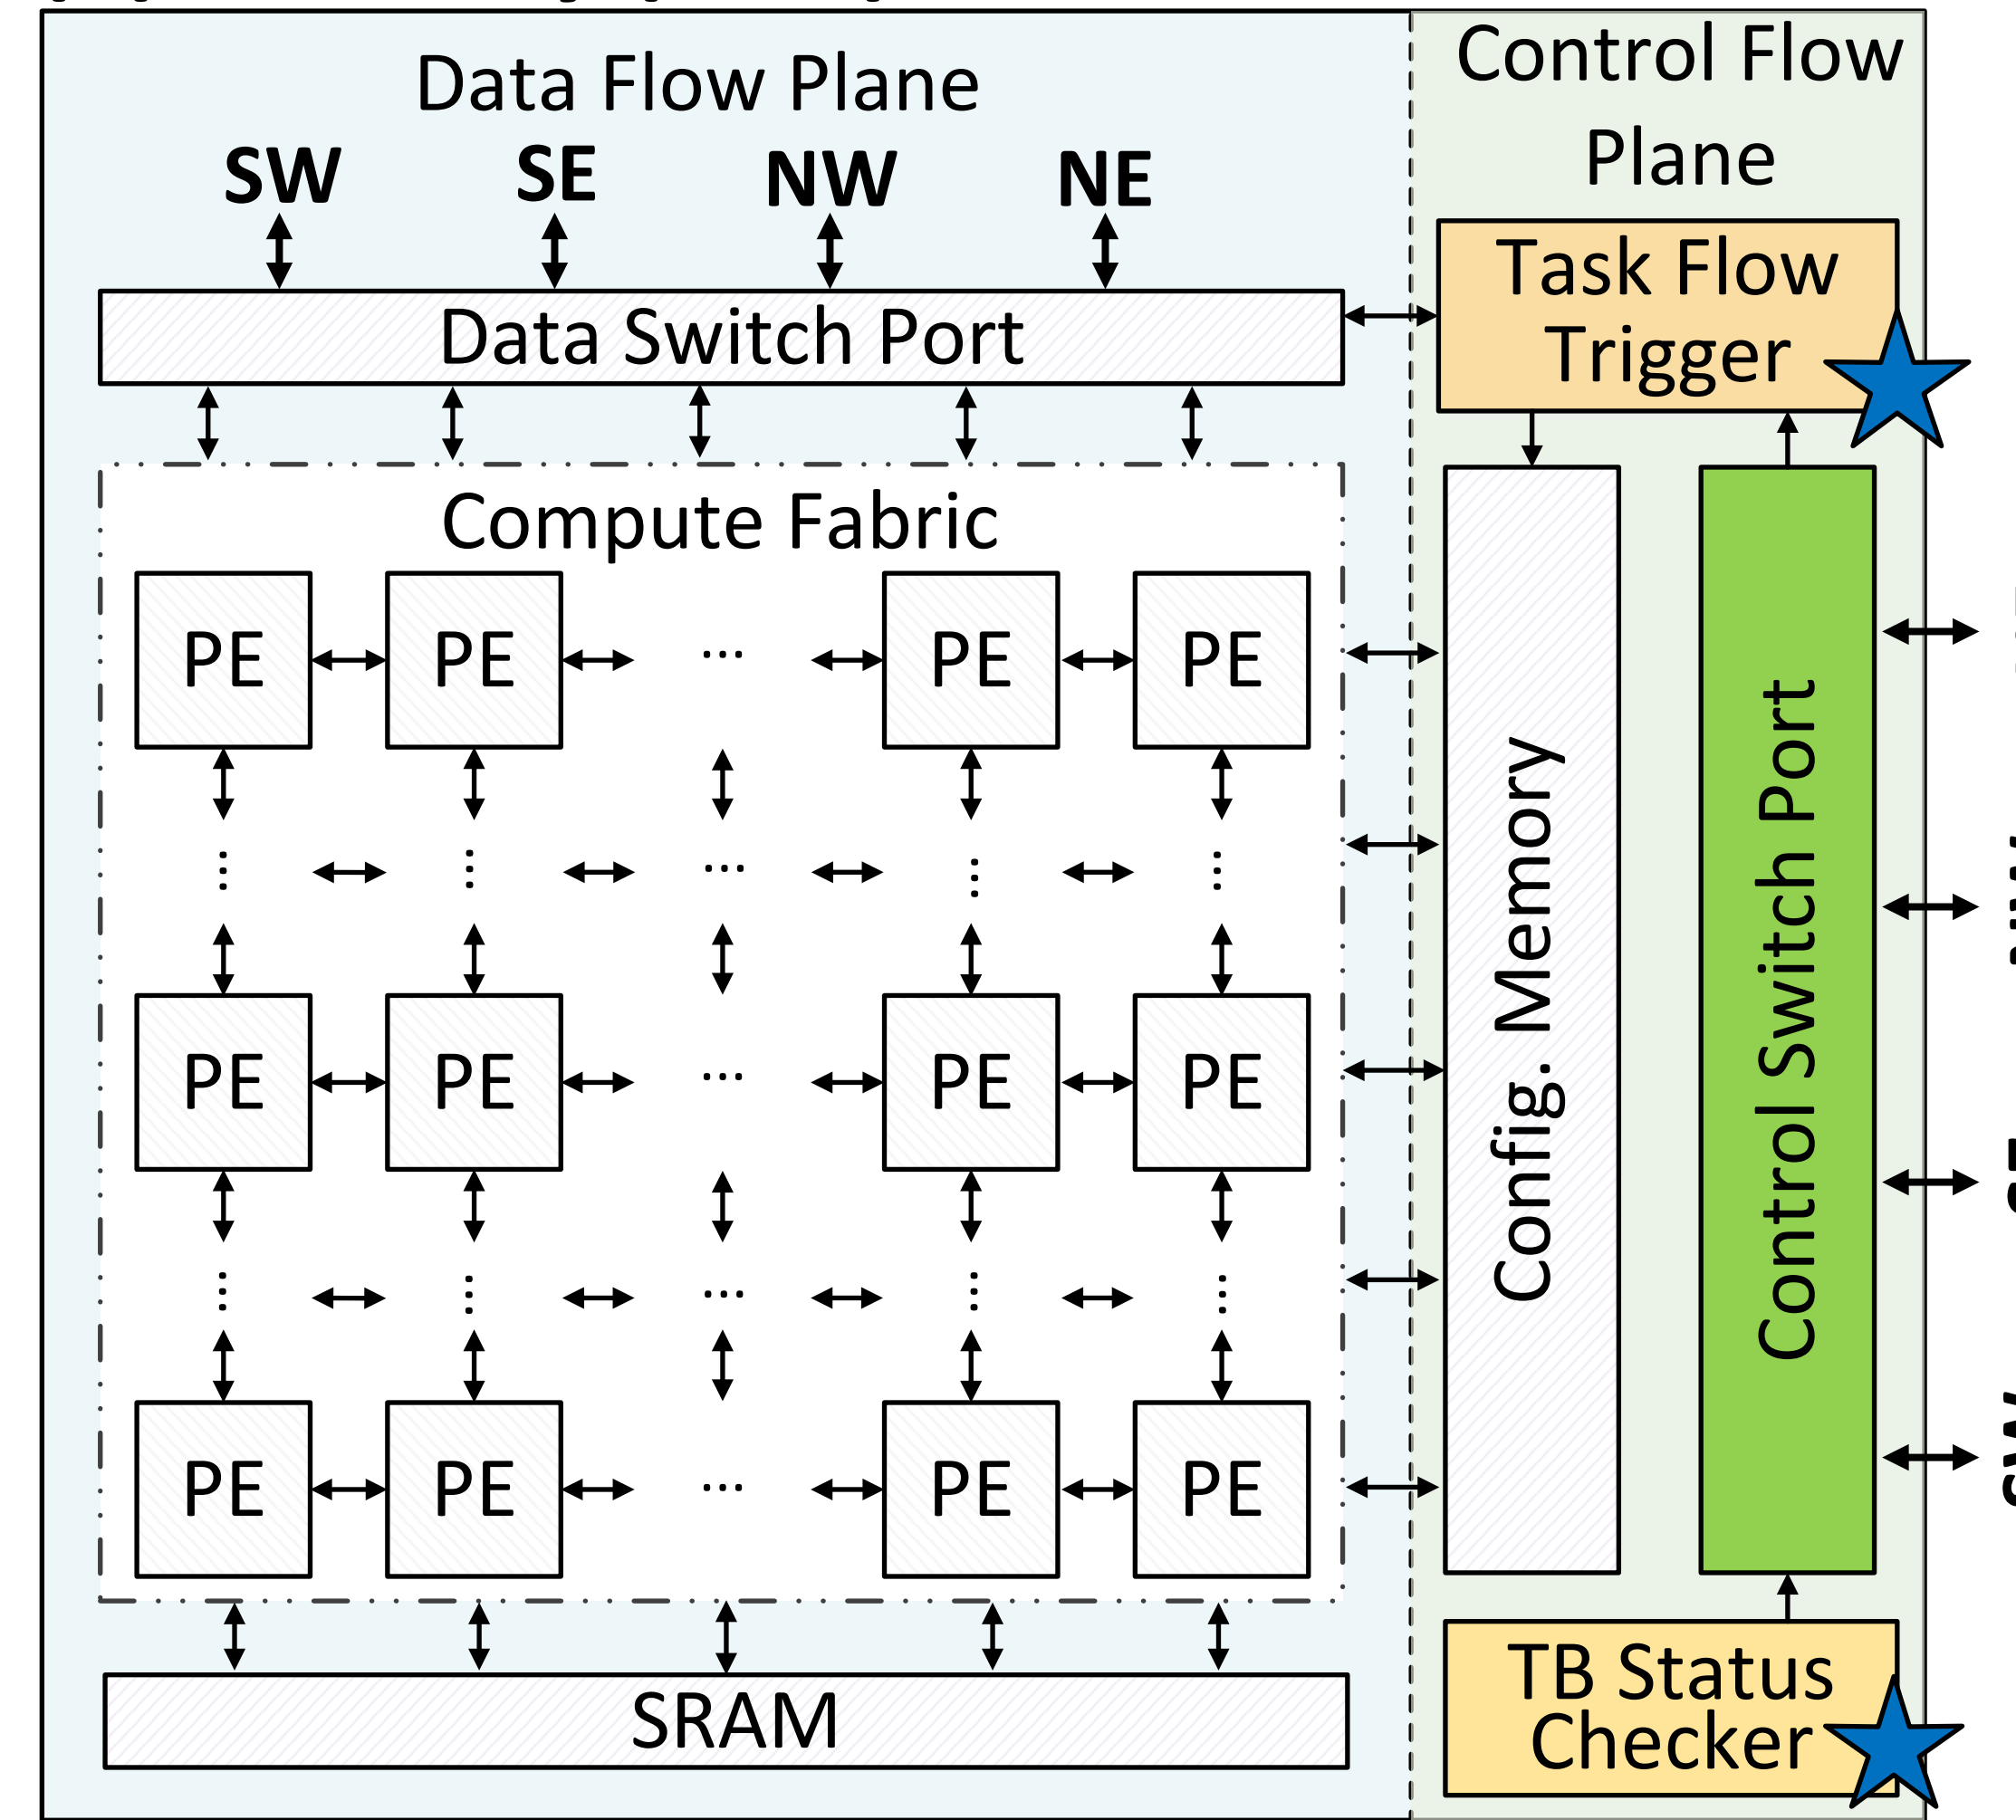 Data Flow Plane
Control Flow
Plane
SW SE NW NE
Task Flow
Trigger
Data Switch Port
Compute Fabric
PE PE ... PE PE
... ... ... ... ...
PE PE ... PE PE
... ... ... ... ...
PE PE ... PE PE
Config. Memory
Control Switch Port
SRAM
TB Status
Checker